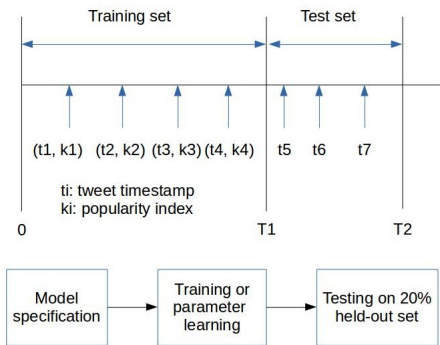 Training set
Test set
(t1, k1)
(t2, k2)
(t3, k3)
(t4, k4)
t5
t6
t7
ti: tweet timestamp
ki: popularity index
0
T1
T2
Model
specification
Training or
parameter
learning
Testing on 20%
held-out set